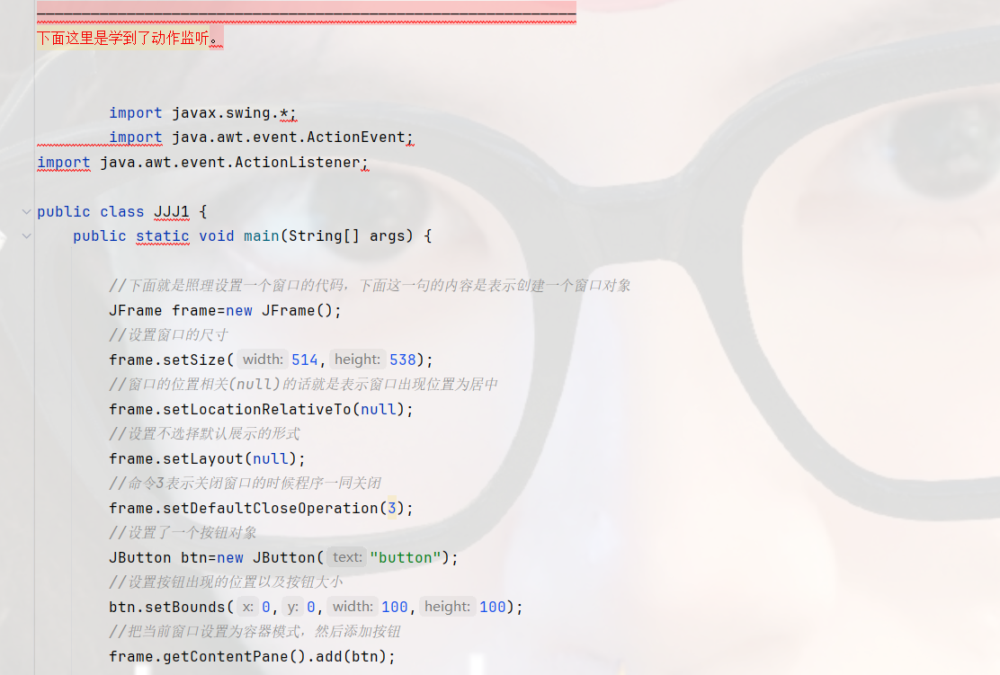 下面这里是学到了动作监听。
import javax.swing.*;
import java.awt.event.ActionEvent;
import java.awt.event.ActionListener;
public class JJJ1 {
public static void main(String[] args) {
//下面就是照理设置一个窗口的代码，下面这一句的内容是表示创建一个窗口对象
JFrame frame=new JFrame();
//设置窗口的尺寸
frame.setSize( width: 514, height: 538);
//窗口的位置相关(null)的话就是表示窗口出现位置为居中
frame.setLocationRelativeTo(null);
//设置不选择默认展示的形式
frame.setLayout(null);
//命令3表示关闭窗口的时候程序一同关闭
frame.setDefaultCloseOperation(3);
//设置了一个按钮对象
JButton btn=new JButton( text: "button");
//设置按钮出现的位置以及按钮大小
btn.setBounds( x: 0, y: 0, width: 100, height: 100);
//把当前窗口设置为容器模式，然后添加按钮
frame.getContentPane().add(btn);